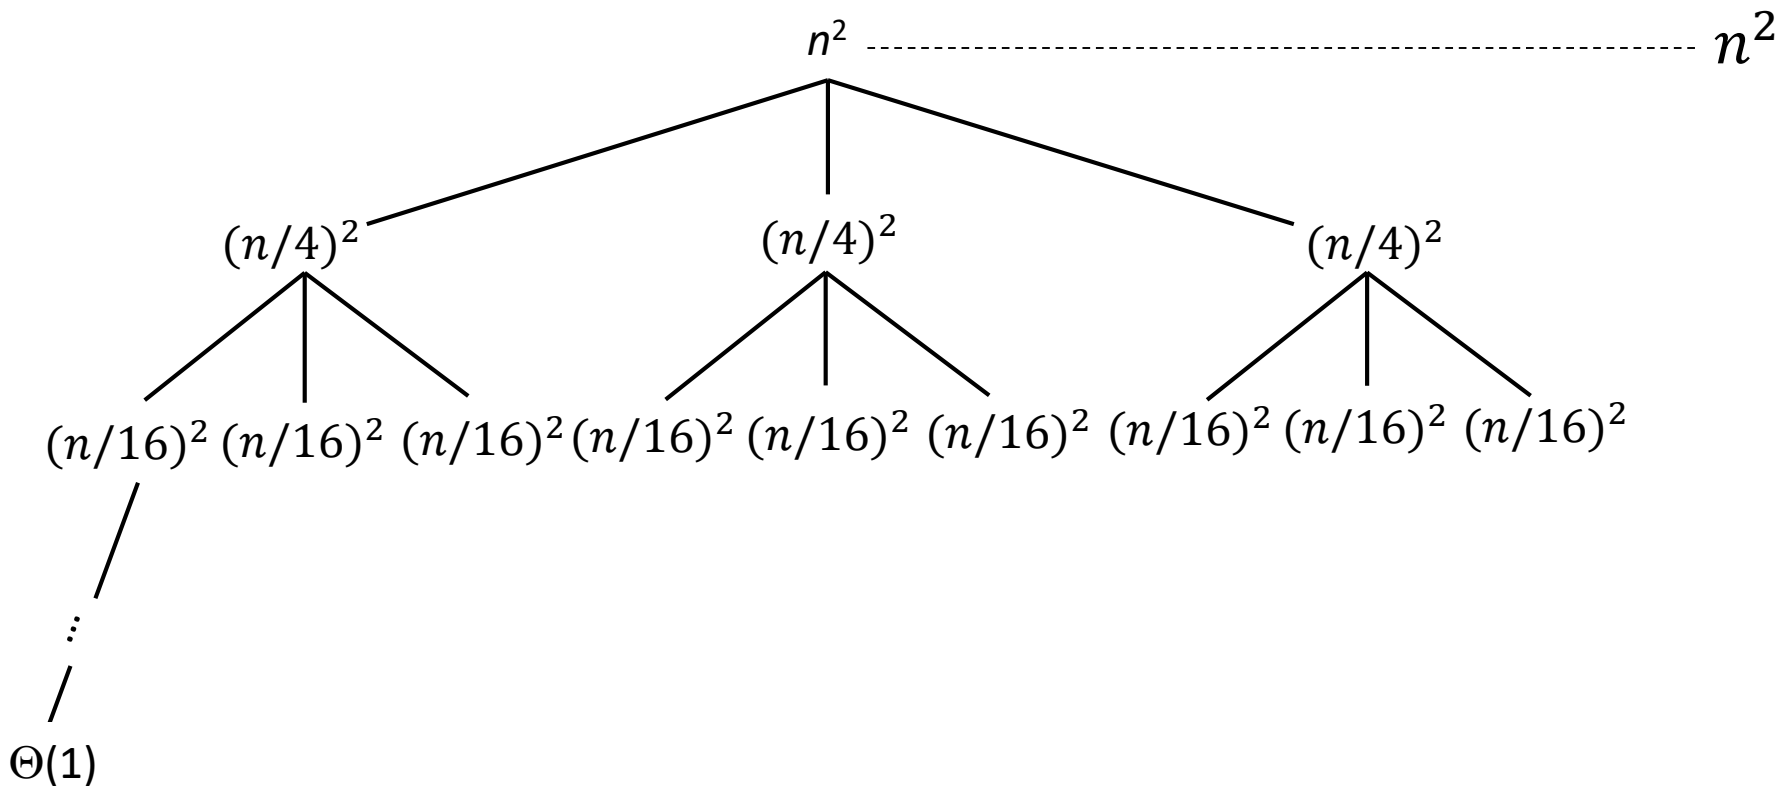 n² n²
(n/4)² (n/4)² (n/4)²
(n/16)² (n/16)² (n/16)² (n/16)² (n/16)² (n/16)² (n/16)² (n/16)² (n/16)²
...
Θ(1)